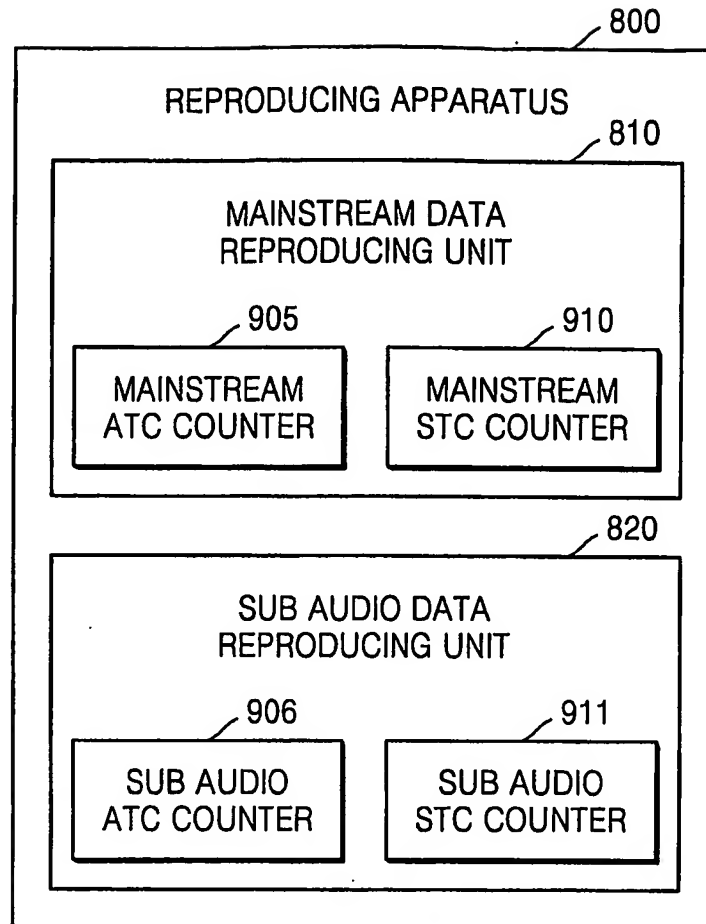 800
REPRODUCING APPARATUS
810
MAINSTREAM DATA
REPRODUCING UNIT
905
MAINSTREAM
ATC COUNTER
910
MAINSTREAM
STC COUNTER
820
SUB AUDIO DATA
REPRODUCING UNIT
906
SUB AUDIO
ATC COUNTER
911
SUB AUDIO
STC COUNTER